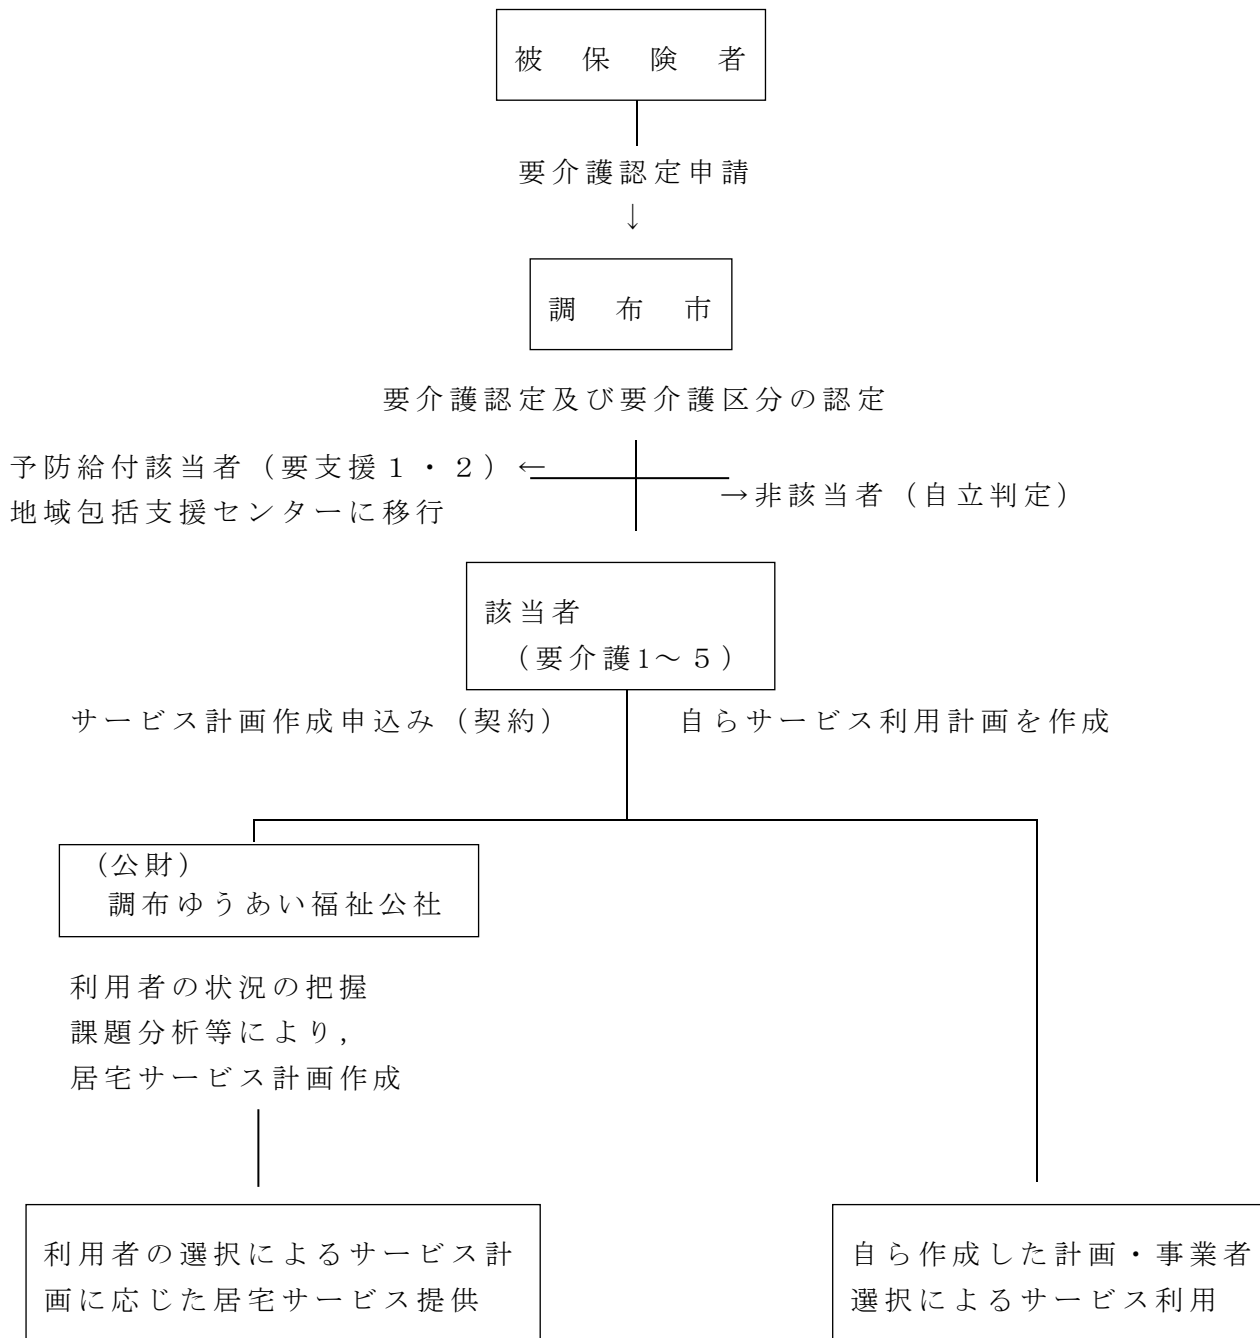 被保険者
要介護認定申請
↓
調布市
要介護認定及び要介護区分の認定
予防給付該当者（要支援１・２）←
地域包括支援センターに移行
→非該当者（自立判定）
該当者
（要介護1～５）
サービス計画作成申込み（契約）
自らサービス利用計画を作成
（公財）
調布ゆうあい福祉公社
利用者の状況の把握
課題分析等により，
居宅サービス計画作成
利用者の選択によるサービス計
画に応じた居宅サービス提供
自ら作成した計画・事業者
選択によるサービス利用